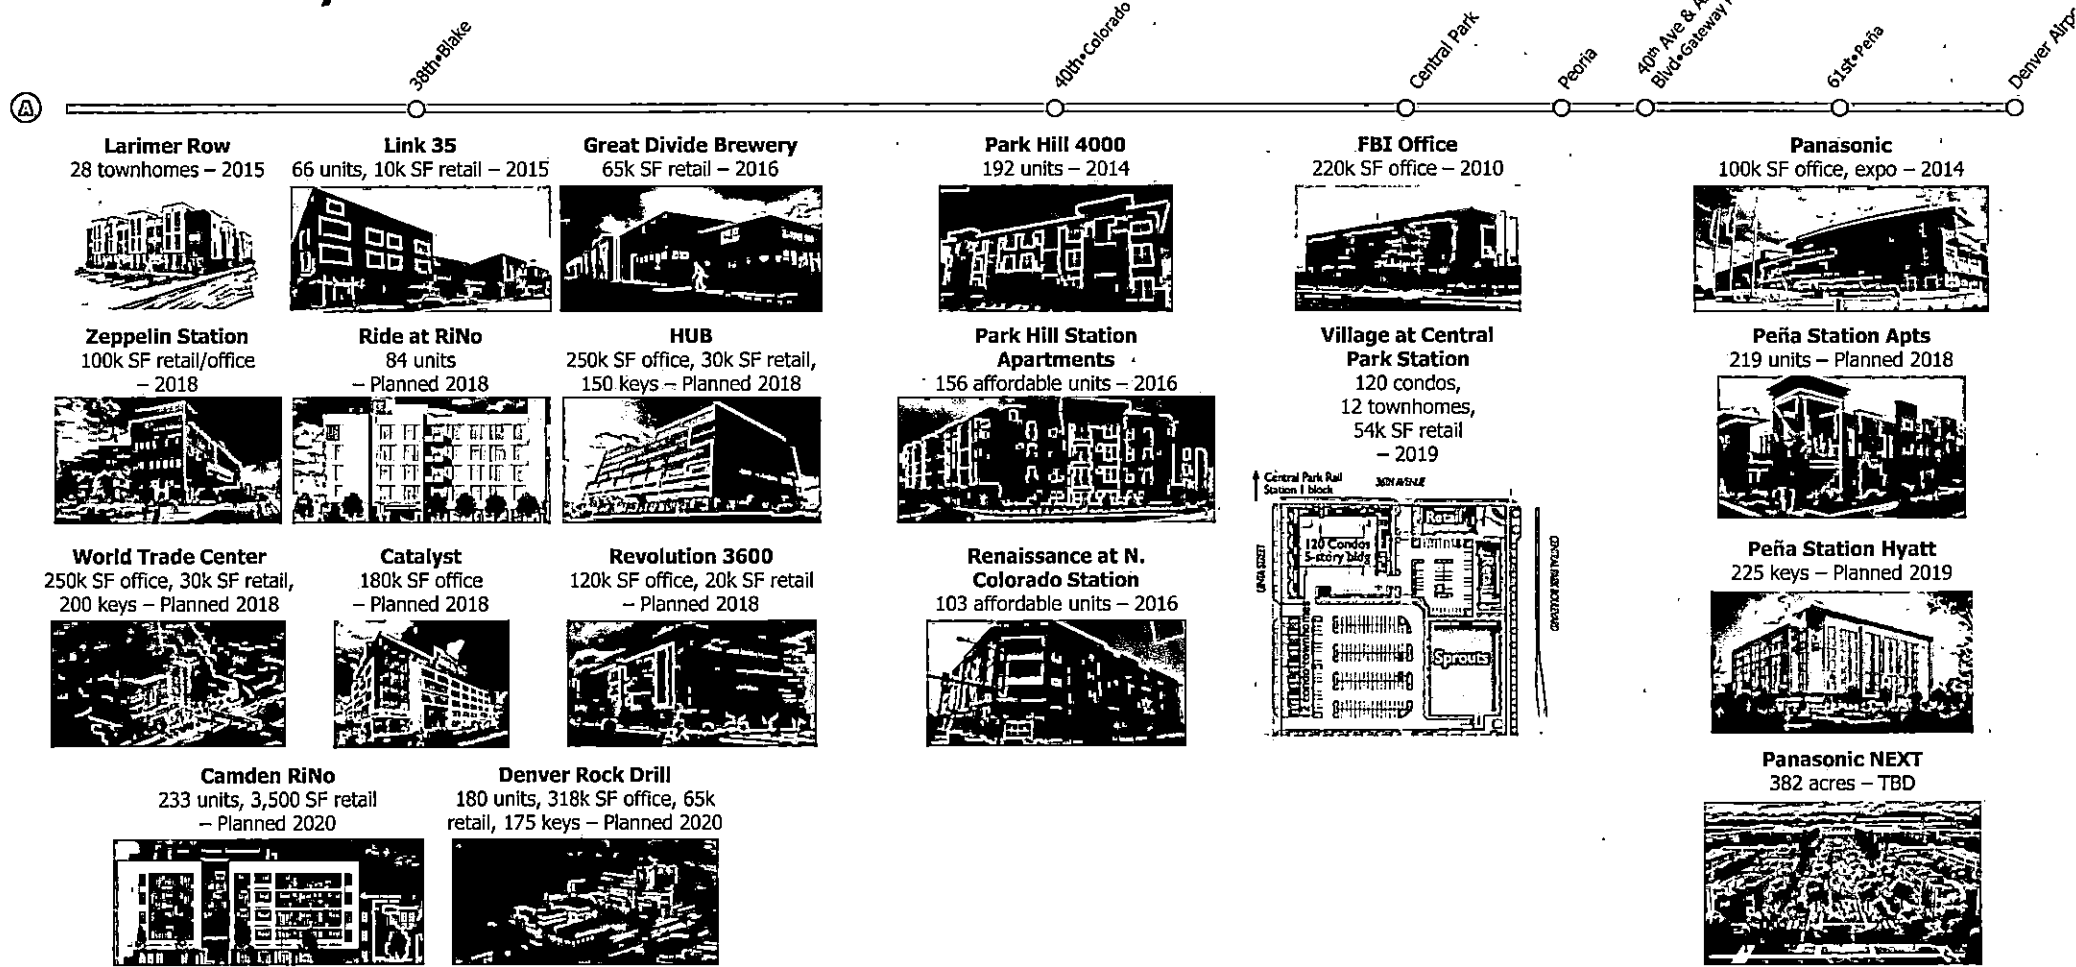 38th•Blake
40th•Colorado
Central Park
Peoria
40th Ave &
Blvd•Gateway
61st•Peña
Denver
A
Larimer Row
28 townhomes – 2015
Link 35
66 units, 10k SF retail – 2015
Great Divide Brewery
65k SF retail – 2016
Park Hill 4000
192 units – 2014
FBI Office
220k SF office – 2010
Panasonic
100k SF office, expo – 2014
Zeppelin Station
100k SF retail/office
– 2018
Ride at RiNo
84 units
– Planned 2018
HUB
250k SF office, 30k SF retail,
150 keys – Planned 2018
Park Hill Station
Apartments
156 affordable units – 2016
Village at Central
Park Station
120 condos,
12 townhomes,
54k SF retail
– 2019
Peña Station Apts
219 units – Planned 2018
Central Park Rail
Station 1 block
36TH AVENUE
Retail
120 Condos
5-story bldg
Retail
UINTA STREET
CENTRAL PARK BOULEVARD
12 condo townhomes
Sprouts
World Trade Center
250k SF office, 30k SF retail,
200 keys – Planned 2018
Catalyst
180k SF office
– Planned 2018
Revolution 3600
120k SF office, 20k SF retail
– Planned 2018
Renaissance at N.
Colorado Station
103 affordable units – 2016
Peña Station Hyatt
225 keys – Planned 2019
Camden RiNo
233 units, 3,500 SF retail
– Planned 2020
Denver Rock Drill
180 units, 318k SF office, 65k
retail, 175 keys – Planned 2020
Panasonic NEXT
382 acres – TBD